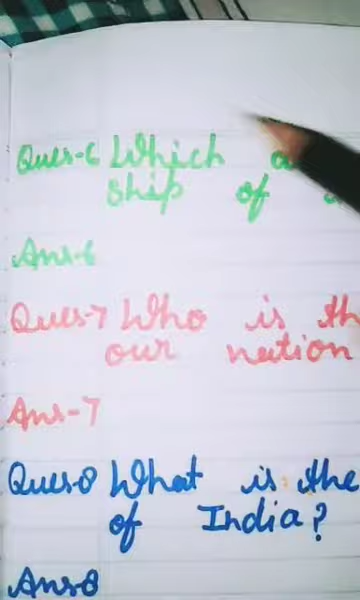 Ques-6 Which
ship of
Ans-6
Ques-7 Who is th
our nation
Ans-7
Ques-8 What is the
of India?
Ans-8